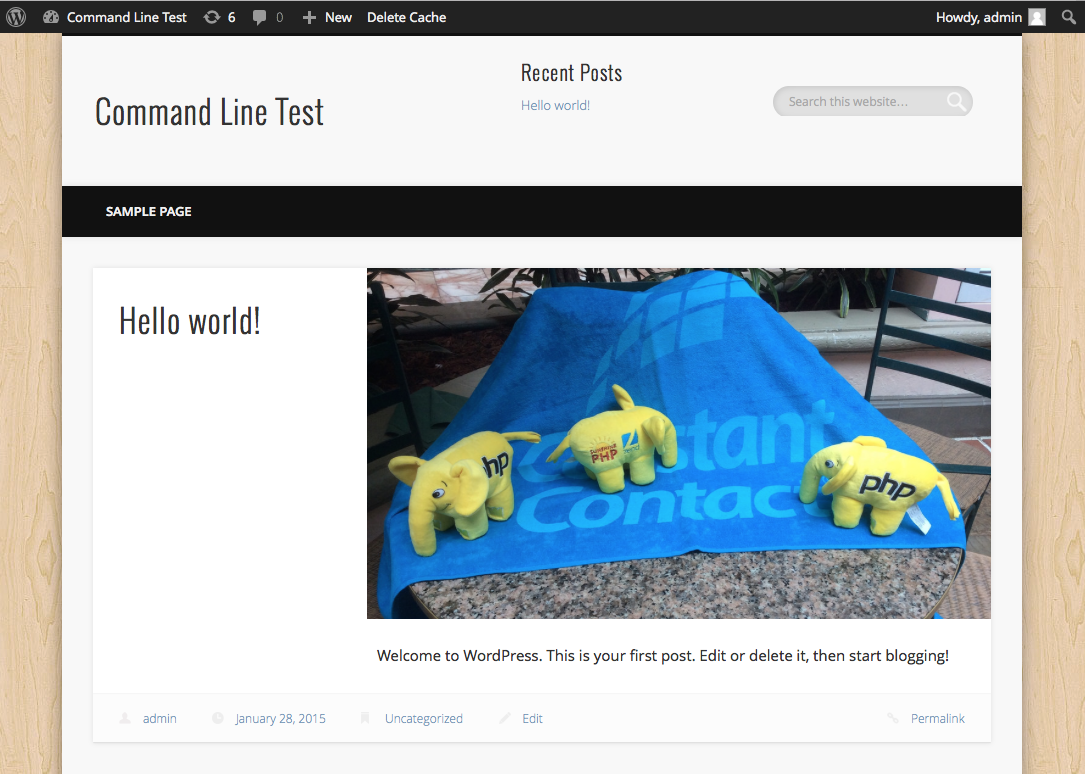 Command Line Test 6 0 New Delete Cache Howdy, admin
Command Line Test
Recent Posts
Hello world!
Search this website...
SAMPLE PAGE
Hello world!
Constant
Contact
php
SunShine
PHP
php
Welcome to WordPress. This is your first post. Edit or delete it, then start blogging!
admin January 28, 2015 Uncategorized Edit Permalink